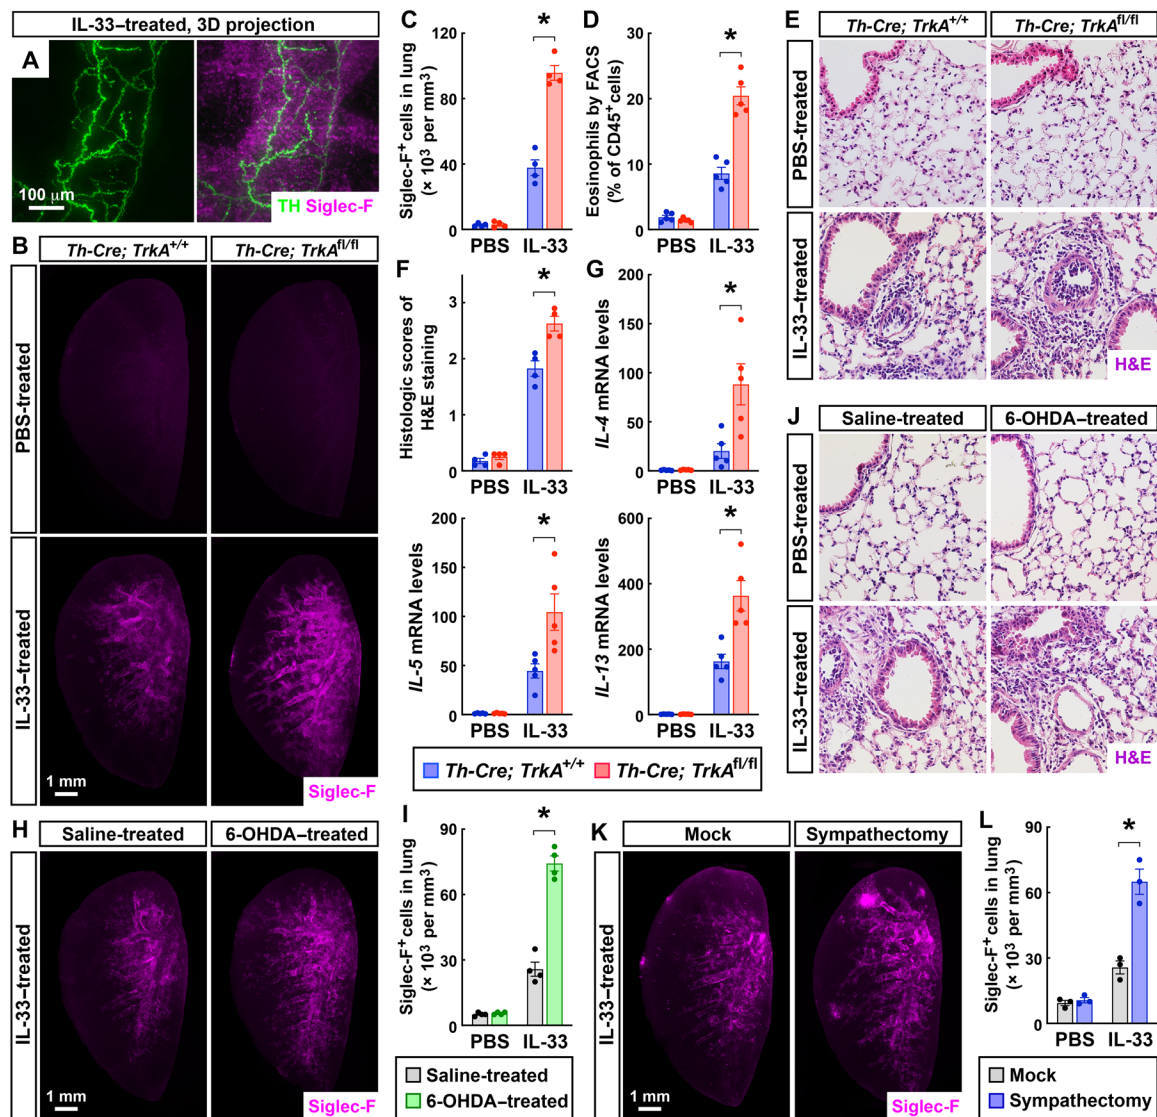 IL-33–treated, 3D projection
A
100 μm
TH Siglec-F
B
Th-Cre; TrkA+/+
Th-Cre; TrkAfl/fl
PBS-treated
IL-33–treated
1 mm
Siglec-F
C
Siglec-F+ cells in lung
(× 10³ per mm³)
120
80
40
0
*
PBS
IL-33
D
Eosinophils by FACS
(% of CD45+cells)
30
20
10
0
*
PBS
IL-33
E
Th-Cre; TrkA+/+
Th-Cre; TrkAfl/fl
PBS-treated
IL-33–treated
H&E
F
Histologic scores of
H&E staining
3
2
1
0
*
PBS
IL-33
G
IL-4 mRNA levels
200
150
100
50
0
*
PBS
IL-33
IL-5 mRNA levels
200
150
100
50
0
*
PBS
IL-33
IL-13 mRNA levels
600
400
200
0
*
PBS
IL-33
Th-Cre; TrkA+/+
Th-Cre; TrkAfl/fl
H
Saline-treated
6-OHDA–treated
IL-33–treated
1 mm
Siglec-F
I
Siglec-F+ cells in lung
(× 10³ per mm³)
90
60
30
0
*
PBS
IL-33
Saline-treated
6-OHDA–treated
J
Saline-treated
6-OHDA–treated
PBS-treated
IL-33–treated
H&E
K
Mock
Sympathectomy
IL-33–treated
1 mm
Siglec-F
L
Siglec-F+ cells in lung
(× 10³ per mm³)
90
60
30
0
*
PBS
IL-33
Mock
Sympathectomy